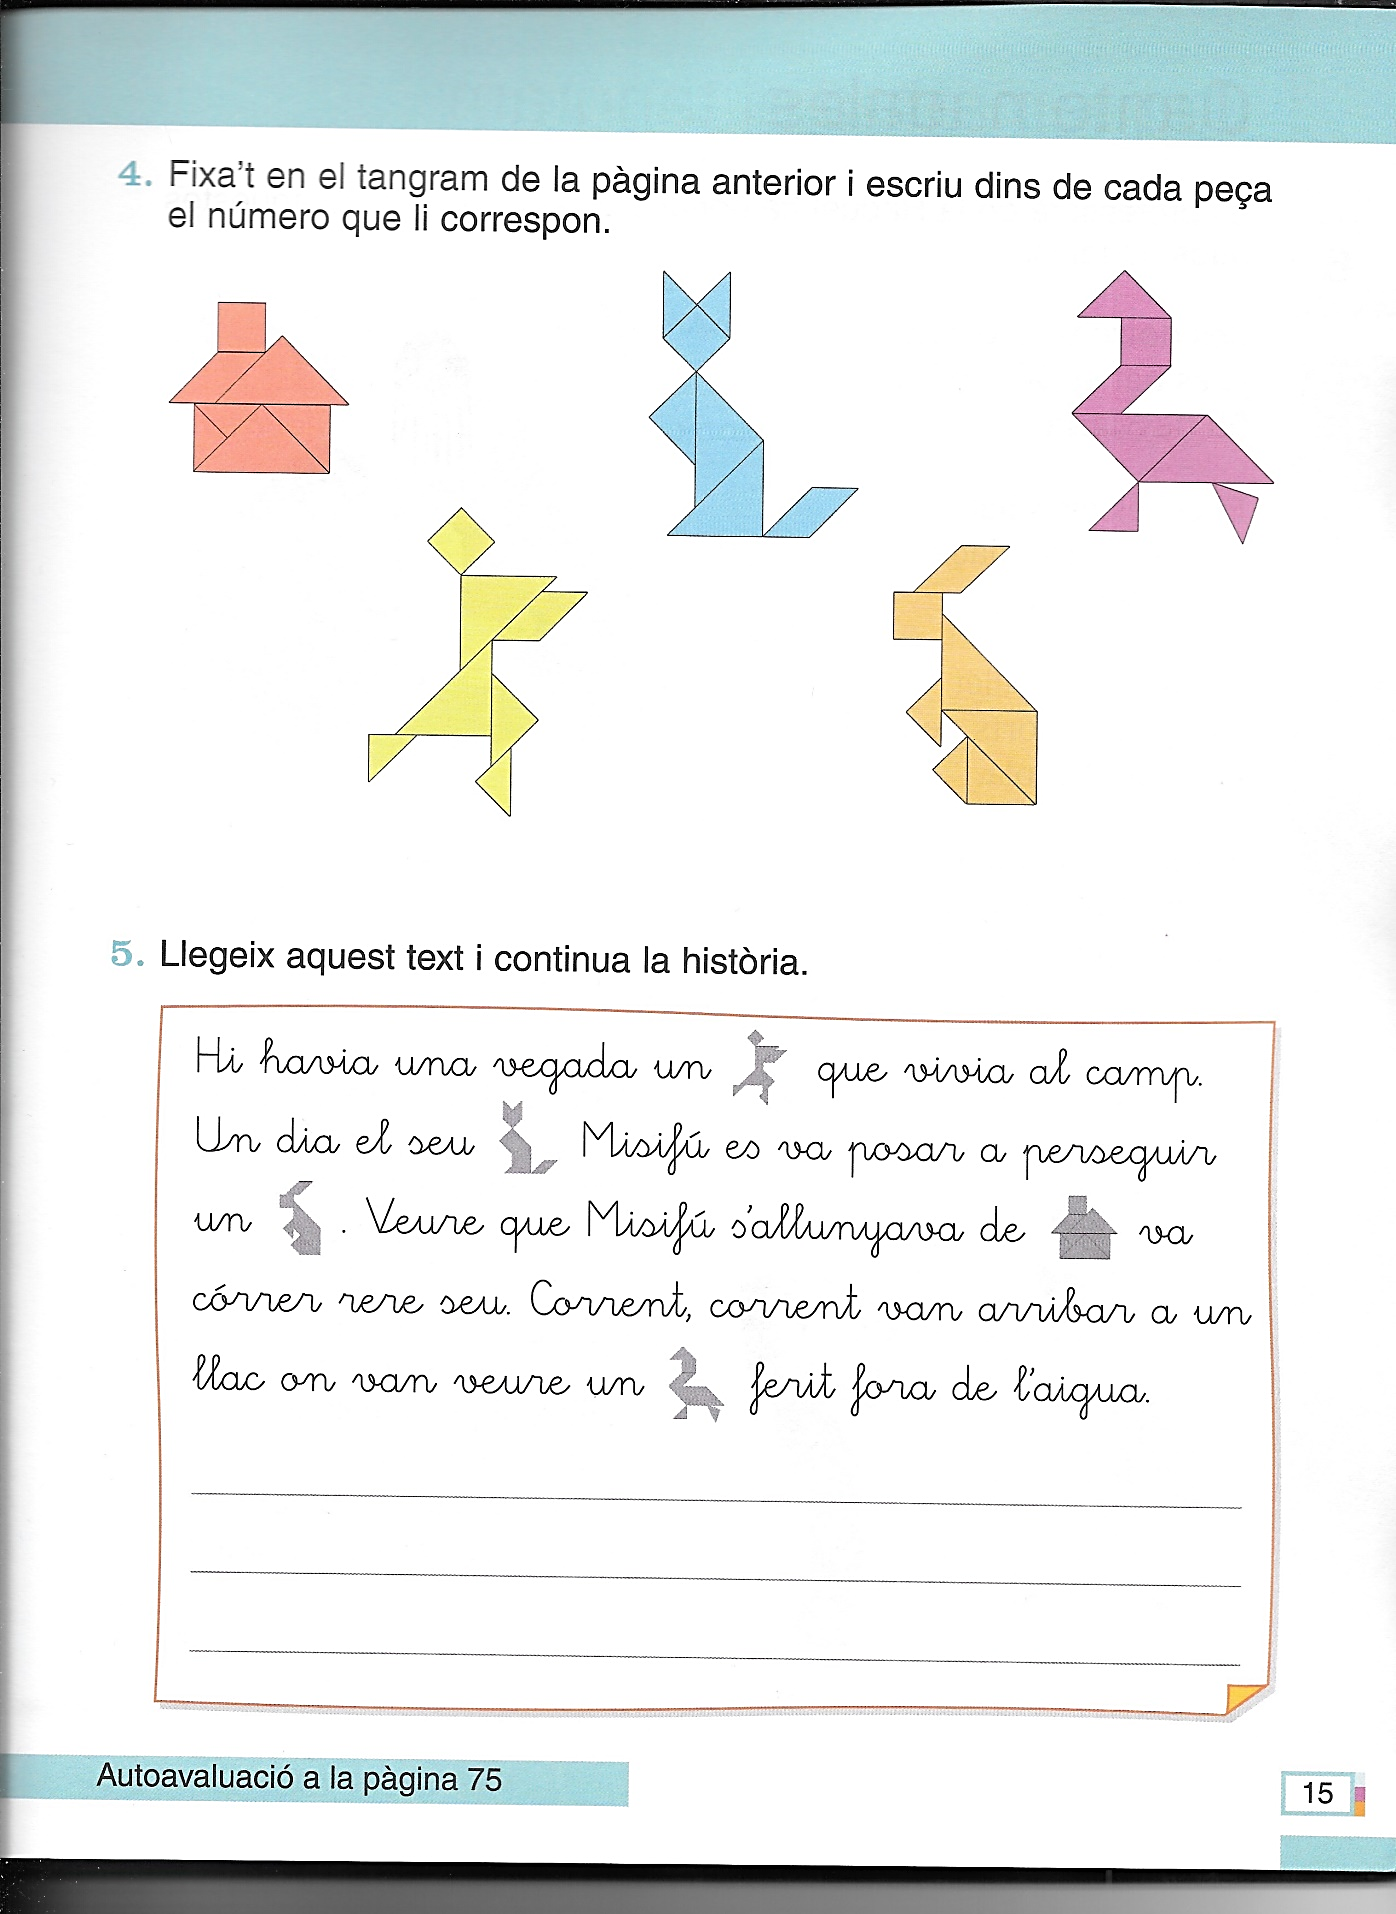 4. Fixa't en el tangram de la pàgina anterior i escriu dins de cada peça
el número que li correspon.
5. Llegeix aquest text i continua la història.
Hi havia una vegada un que vivia al camp.
Un dia el seu Misifú es va posar a perseguir
un . Veure que Misifú s'allunyava de va
córrer rere seu. Corrent, corrent van arribar a un
llac on van veure un ferit fora de l'aigua.
Autoavaluació a la pàgina 75
15